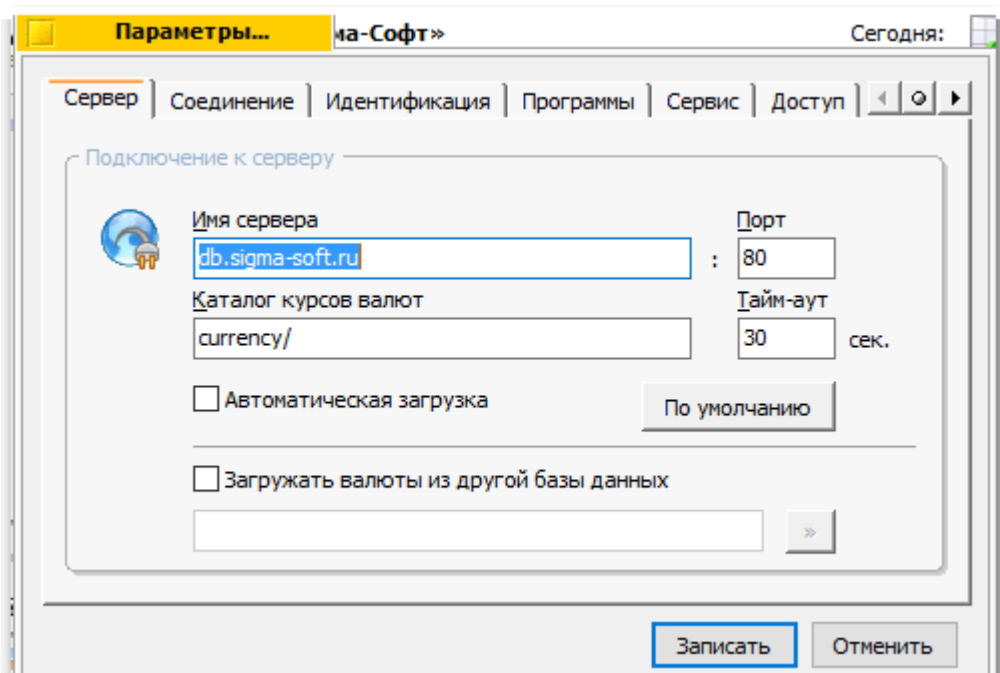 Параметры... ма-Софт» Сегодня:
Сервер Соединение Идентификация Программы Сервис Доступ
Подключение к серверу
Имя сервера Порт
db.sigma-soft.ru : 80
Каталог курсов валют Тайм-аут
currency/ 30 сек.
Автоматическая загрузка По умолчанию
Загружать валюты из другой базы данных
»
Записать Отменить